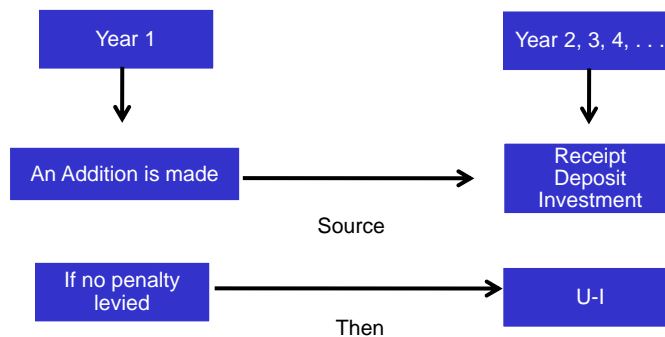 Year 1
Year 2, 3, 4, . . .
An Addition is made
Receipt
Deposit
Investment
Source
If no penalty
levied
U-I
Then